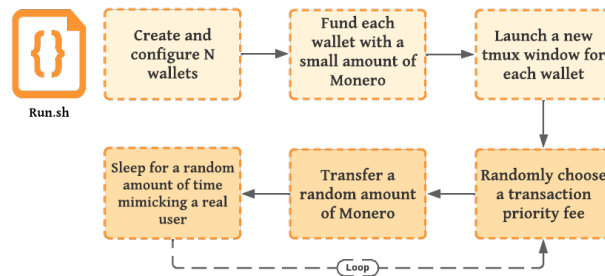 {}
Run.sh
Create and
configure N
wallets
Fund each
wallet with a
small amount of
Monero
Launch a new
tmux window for
each wallet
Sleep for a random
amount of time
mimicking a real
user
Transfer a
random amount
of Monero
Randomly choose
a transaction
priority fee
Loop